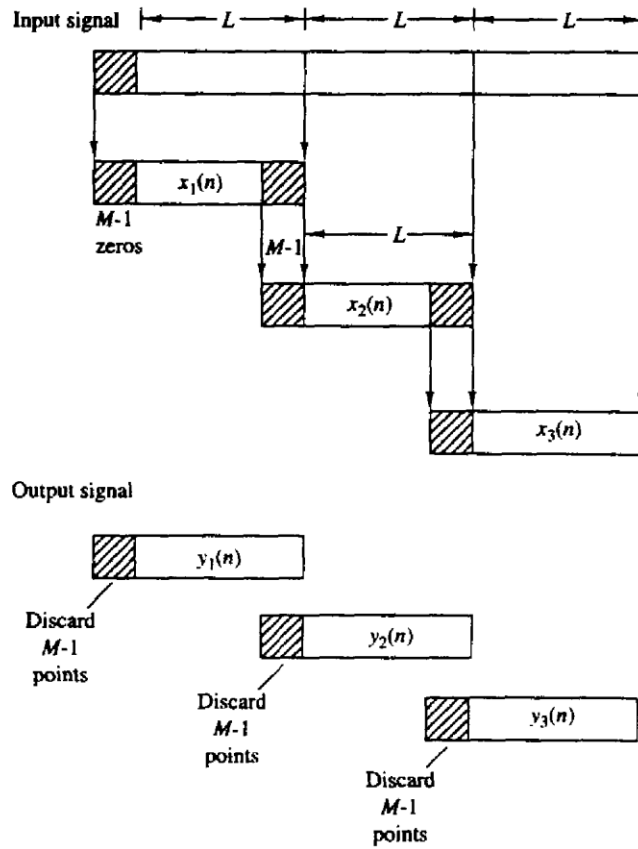 Input signal
L
L
L
x₁(n)
M-1
zeros
M-1
L
x₂(n)
x₃(n)
Output signal
y₁(n)
Discard
M-1
points
y₂(n)
Discard
M-1
points
y₃(n)
Discard
M-1
points